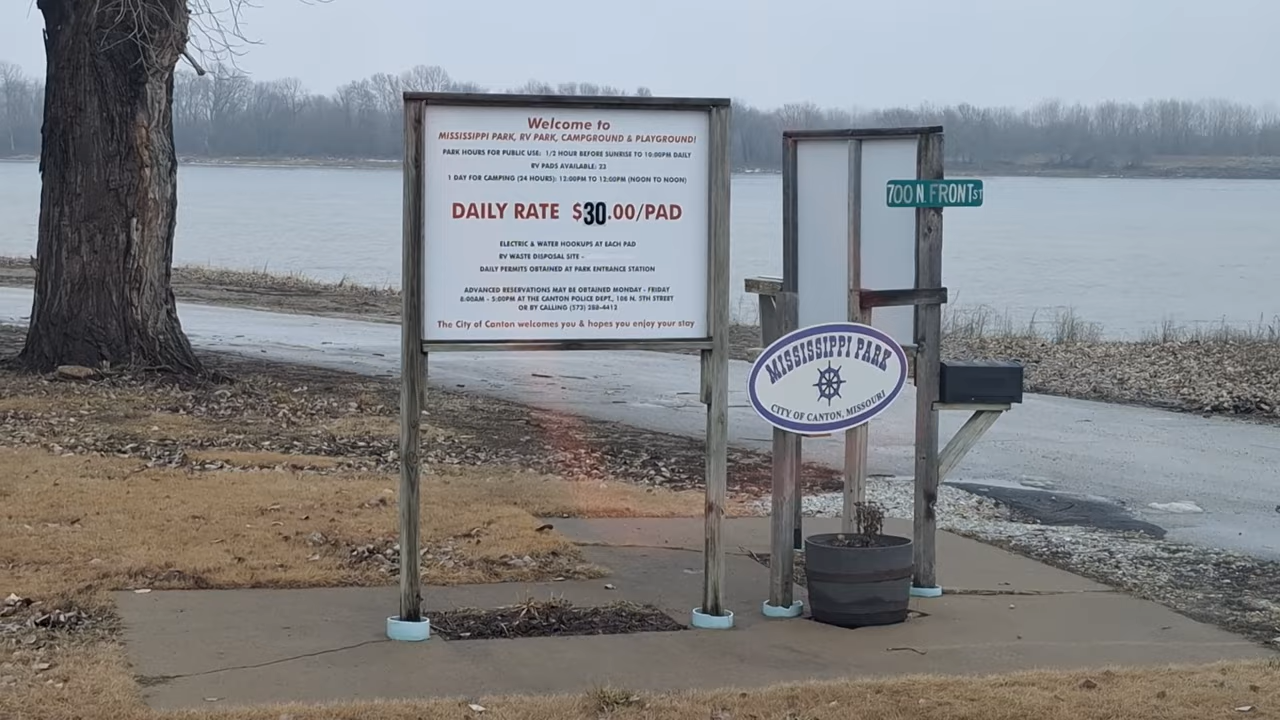 Welcome to
MISSISSIPPI PARK, RV PARK, CAMPGROUND & PLAYGROUND!
PARK HOURS FOR PUBLIC USE: 1/2 HOUR BEFORE SUNRISE TO 10:00PM DAILY
RV PADS AVAILABLE: 22
1 DAY FOR CAMPING (24 HOURS): 12:00PM TO 12:00PM (NOON TO NOON)
DAILY RATE $30.00/PAD
ELECTRIC & WATER HOOKUPS AT EACH PAD
RV WASTE DISPOSAL SITE -
DAILY PERMITS OBTAINED AT PARK ENTRANCE STATION
ADVANCED RESERVATIONS MAY BE OBTAINED MONDAY - FRIDAY
8:00AM - 5:00PM AT THE CANTON POLICE DEPT., 106 N. 5TH STREET
OR BY CALLING (573) 288-4412
The City of Canton welcomes you & hopes you enjoy your stay
700 N. FRONT ST
MISSISSIPPI PARK
CITY OF CANTON, MISSOURI